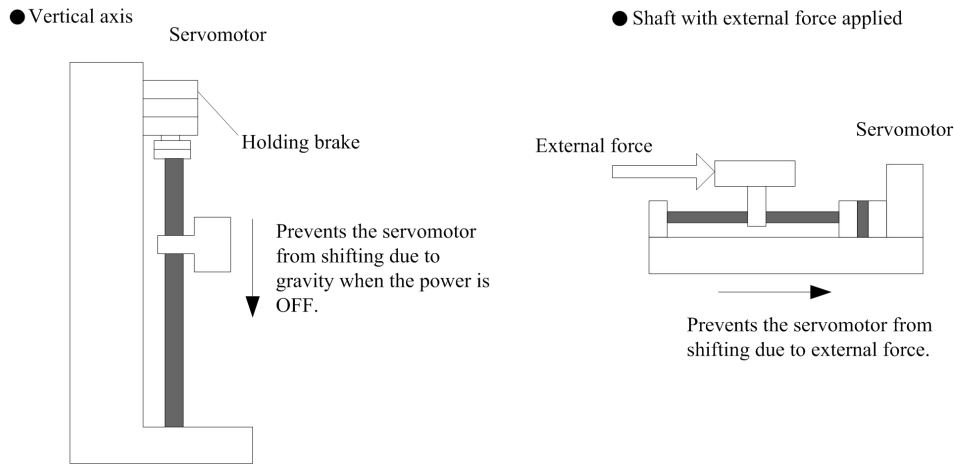 ● Vertical axis
Servomotor
Holding brake
Prevents the servomotor
from shifting due to
gravity when the power is
OFF.
● Shaft with external force applied
Servomotor
External force
Prevents the servomotor from
shifting due to external force.